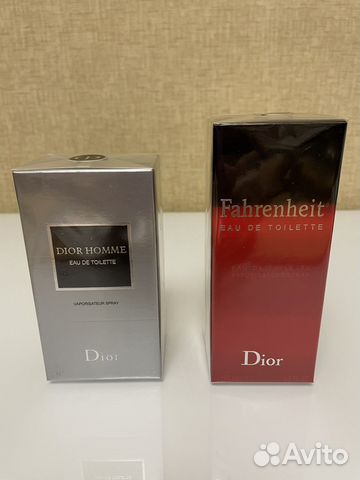 DIOR HOMME
EAU DE TOILETTE
VAPORISATEUR SPRAY
Dior
Fahrenheit
EAU DE TOILETTE
Dior
Avito